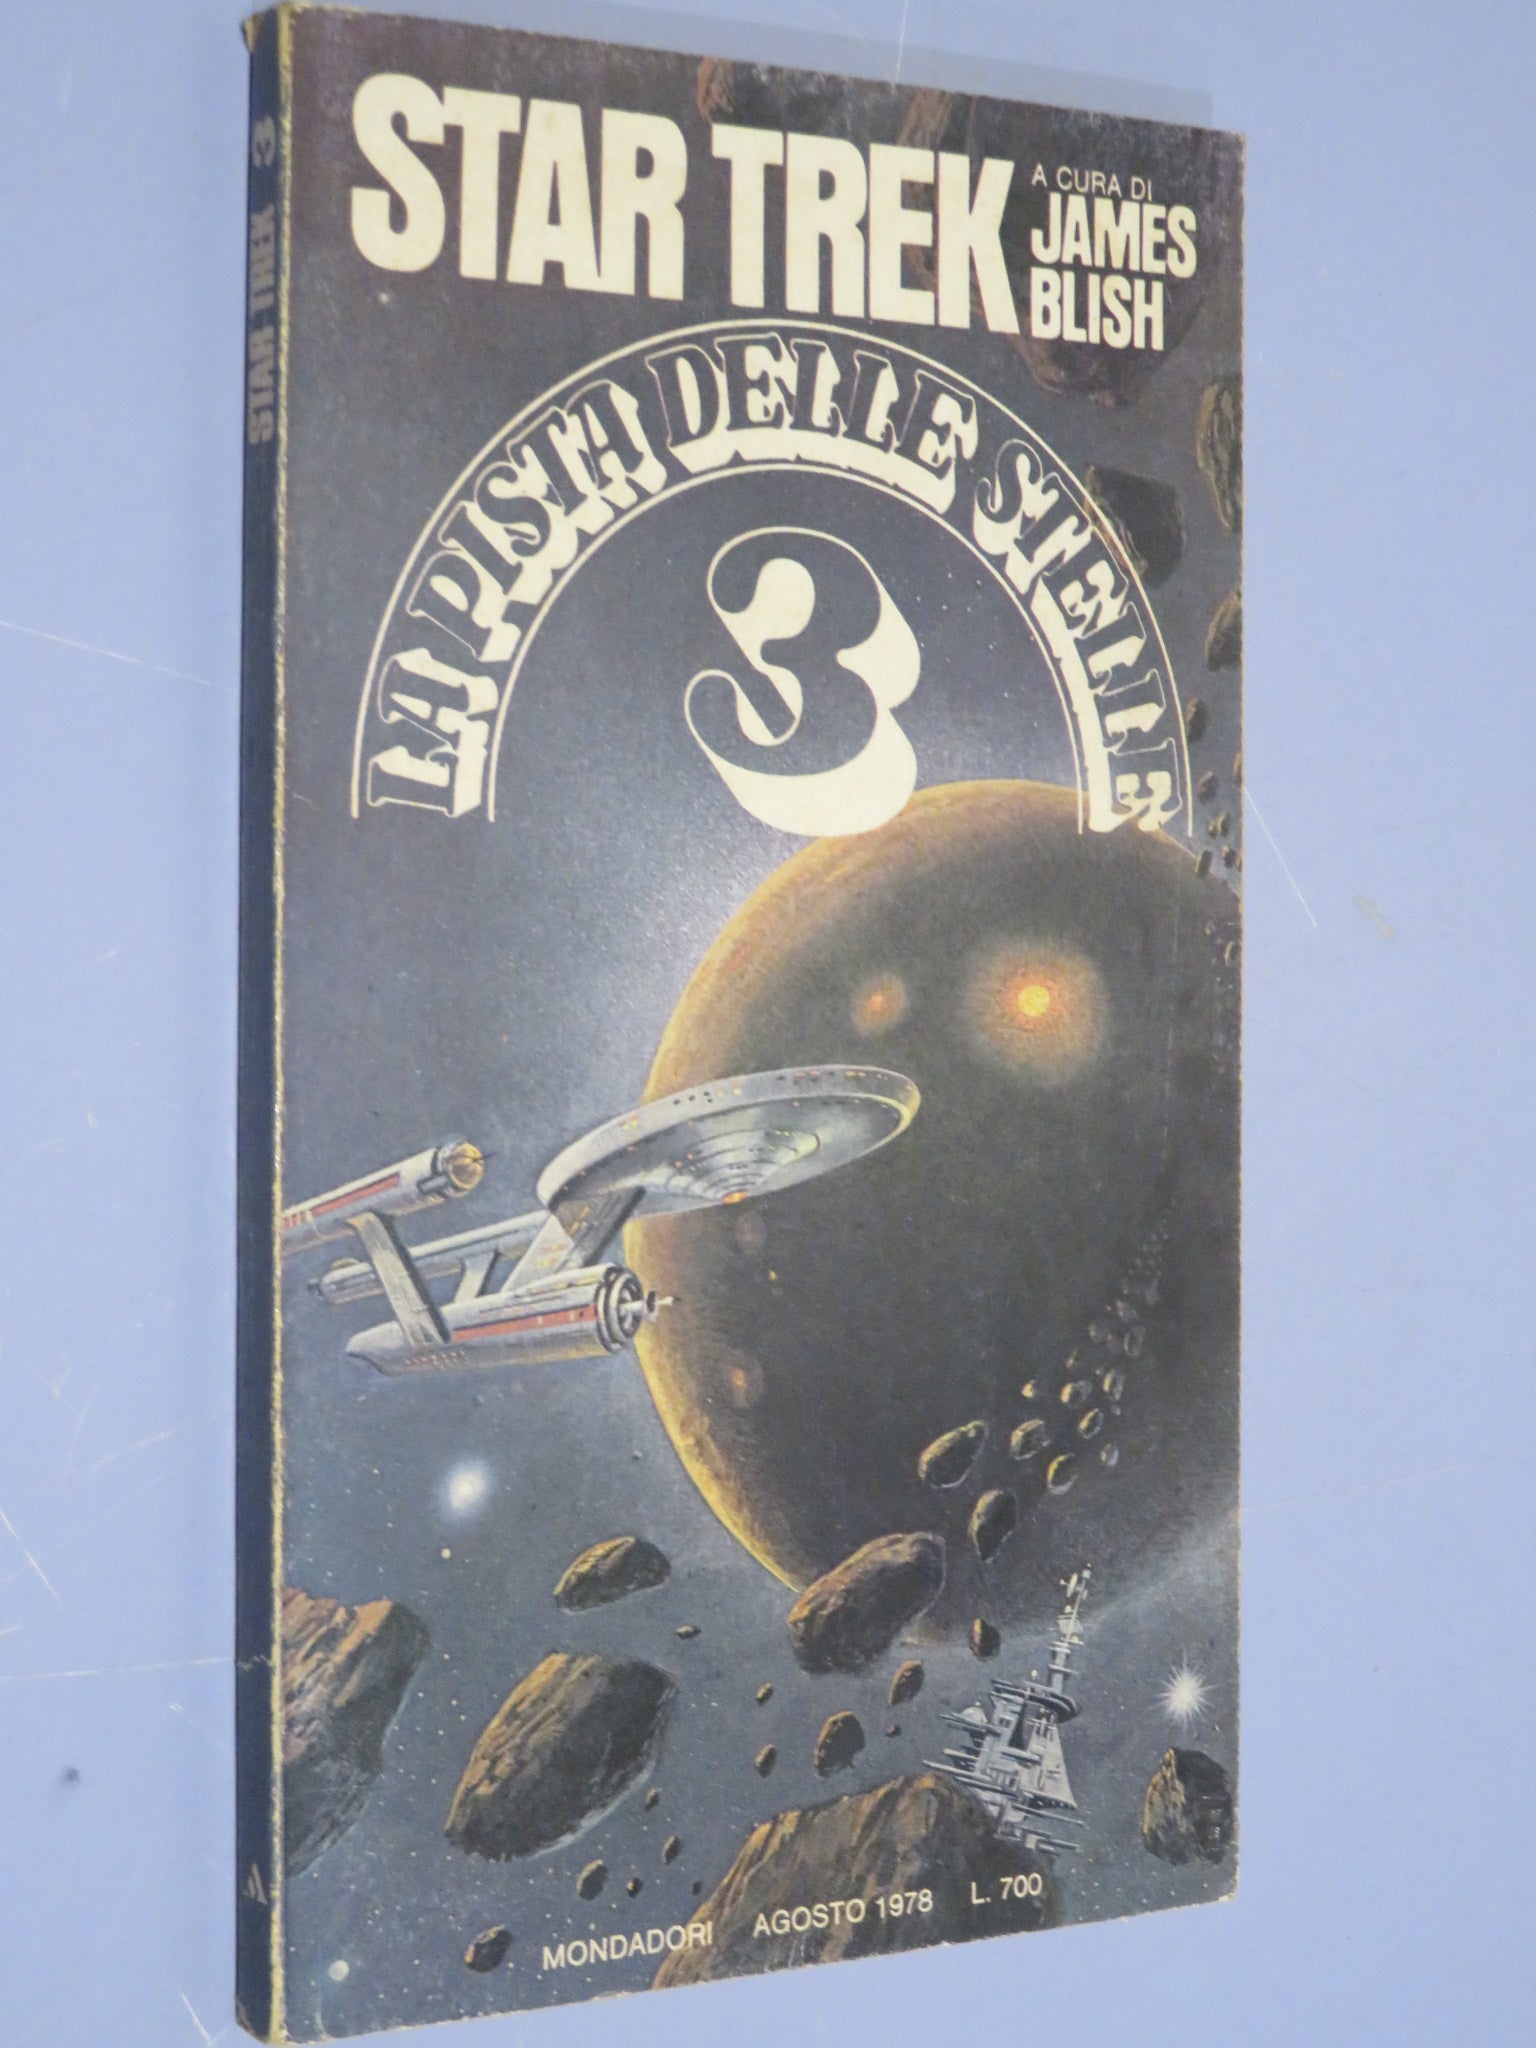 STAR TREK 3
STAR TREK
A CURA DI
JAMES
BLISH
LA PISTA DELLE STELLE
3
MONDADORI AGOSTO 1978 L. 700